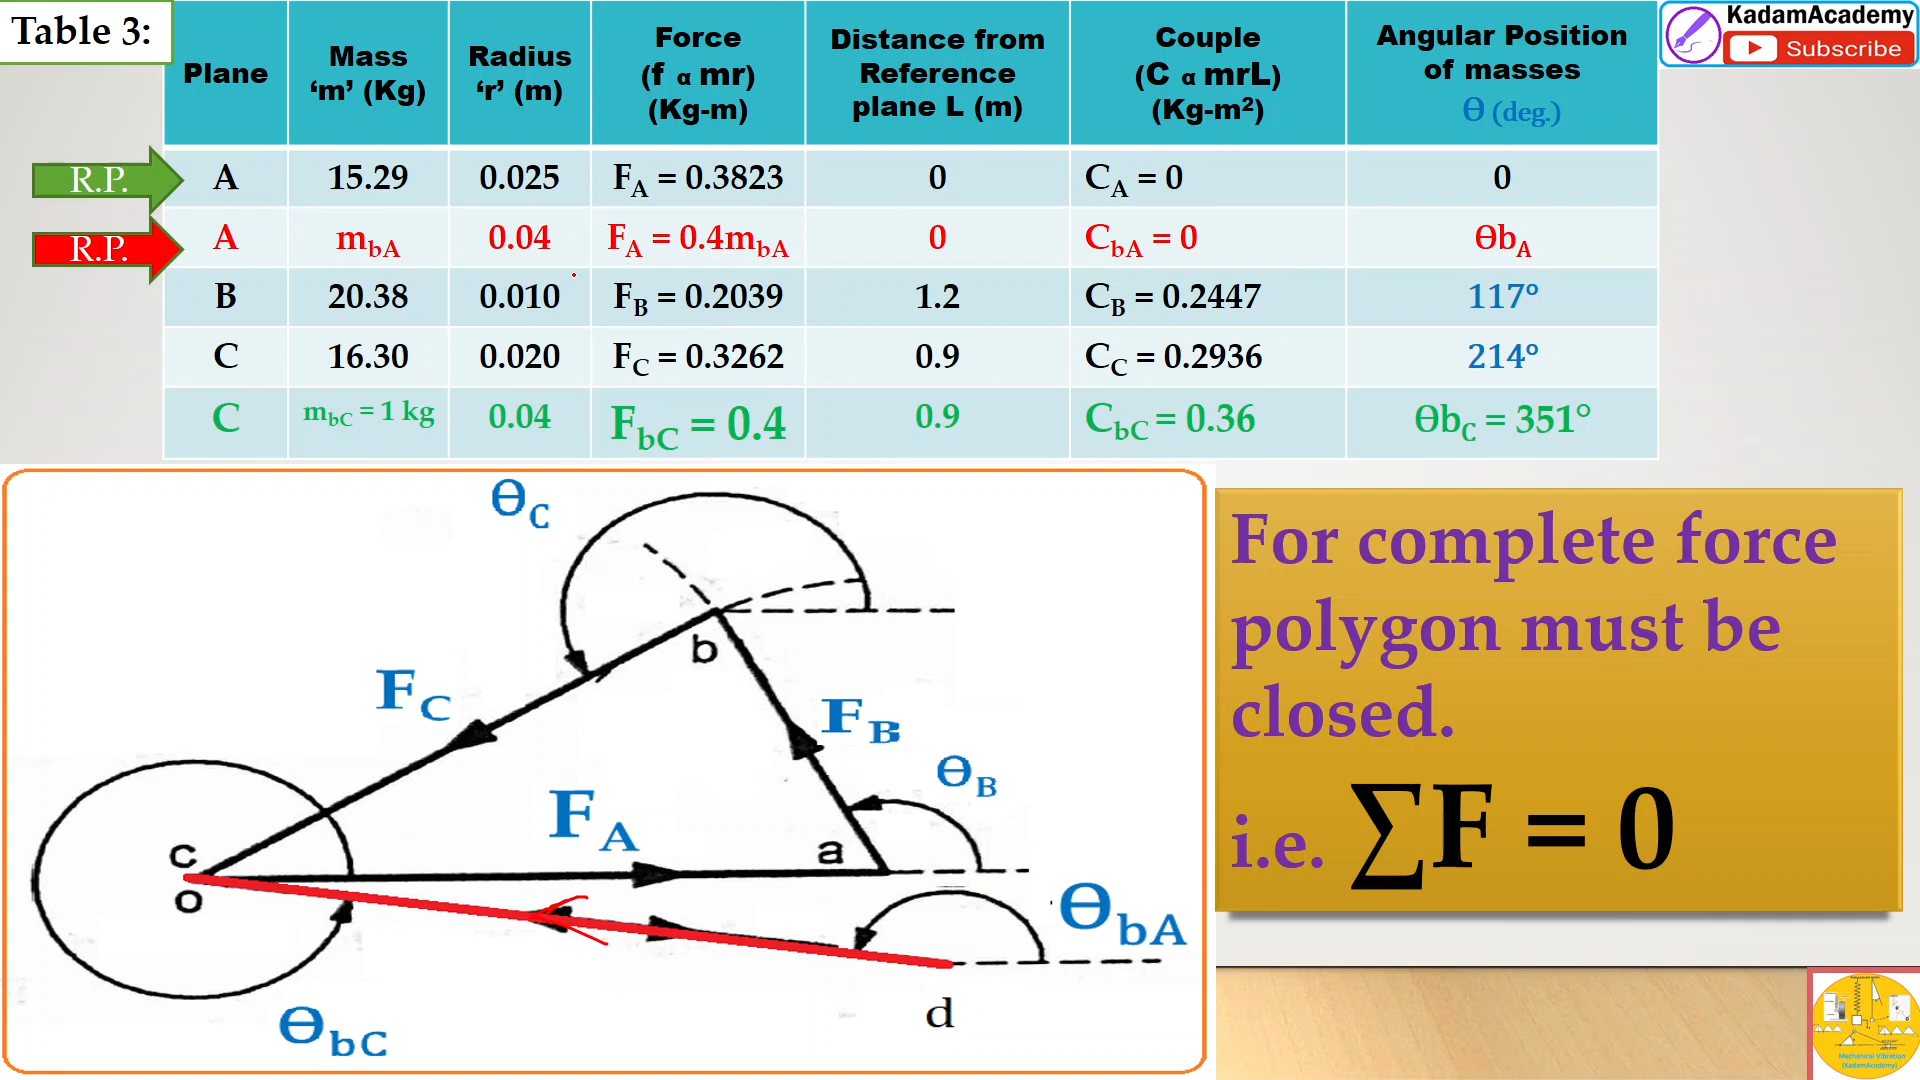 Table 3:
Plane
Mass
‘m’ (Kg)
Radius
‘r’ (m)
Force
(f α mr)
(Kg-m)
Distance from
Reference
plane L (m)
Couple
(C α mrL)
(Kg-m²)
Angular Position
of masses
ϴ (deg.)
KadamAcademy
Subscribe
R.P.
A 15.29 0.025 F_A = 0.3823 0 C_A = 0 0
R.P.
A m_bA 0.04 F_A = 0.4m_bA 0 C_bA = 0 ϴb_A
B 20.38 0.010 F_B = 0.2039 1.2 C_B = 0.2447 117°
C 16.30 0.020 F_C = 0.3262 0.9 C_C = 0.2936 214°
C m_bC = 1 kg 0.04 F_bC = 0.4 0.9 C_bC = 0.36 ϴb_C = 351°
ϴ_C
b
F_C
F_B
ϴ_B
F_A
a
c
o
ϴ_bA
d
ϴ_bC
For complete force
polygon must be
closed.
i.e. ∑F = 0
Mechanical Vibration
(KadamAcademy)